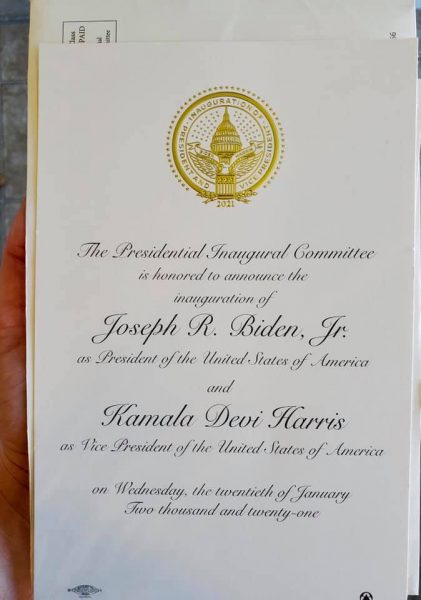 Class
PAID
INAUGURATION OF
PRESIDENT AND VICE PRESIDENT
2021
The Presidential Inaugural Committee
is honored to announce the
inauguration of
Joseph R. Biden, Jr.
as President of the United States of America
and
Kamala Devi Harris
as Vice President of the United States of America
on Wednesday, the twentieth of January
Two thousand and twenty-one